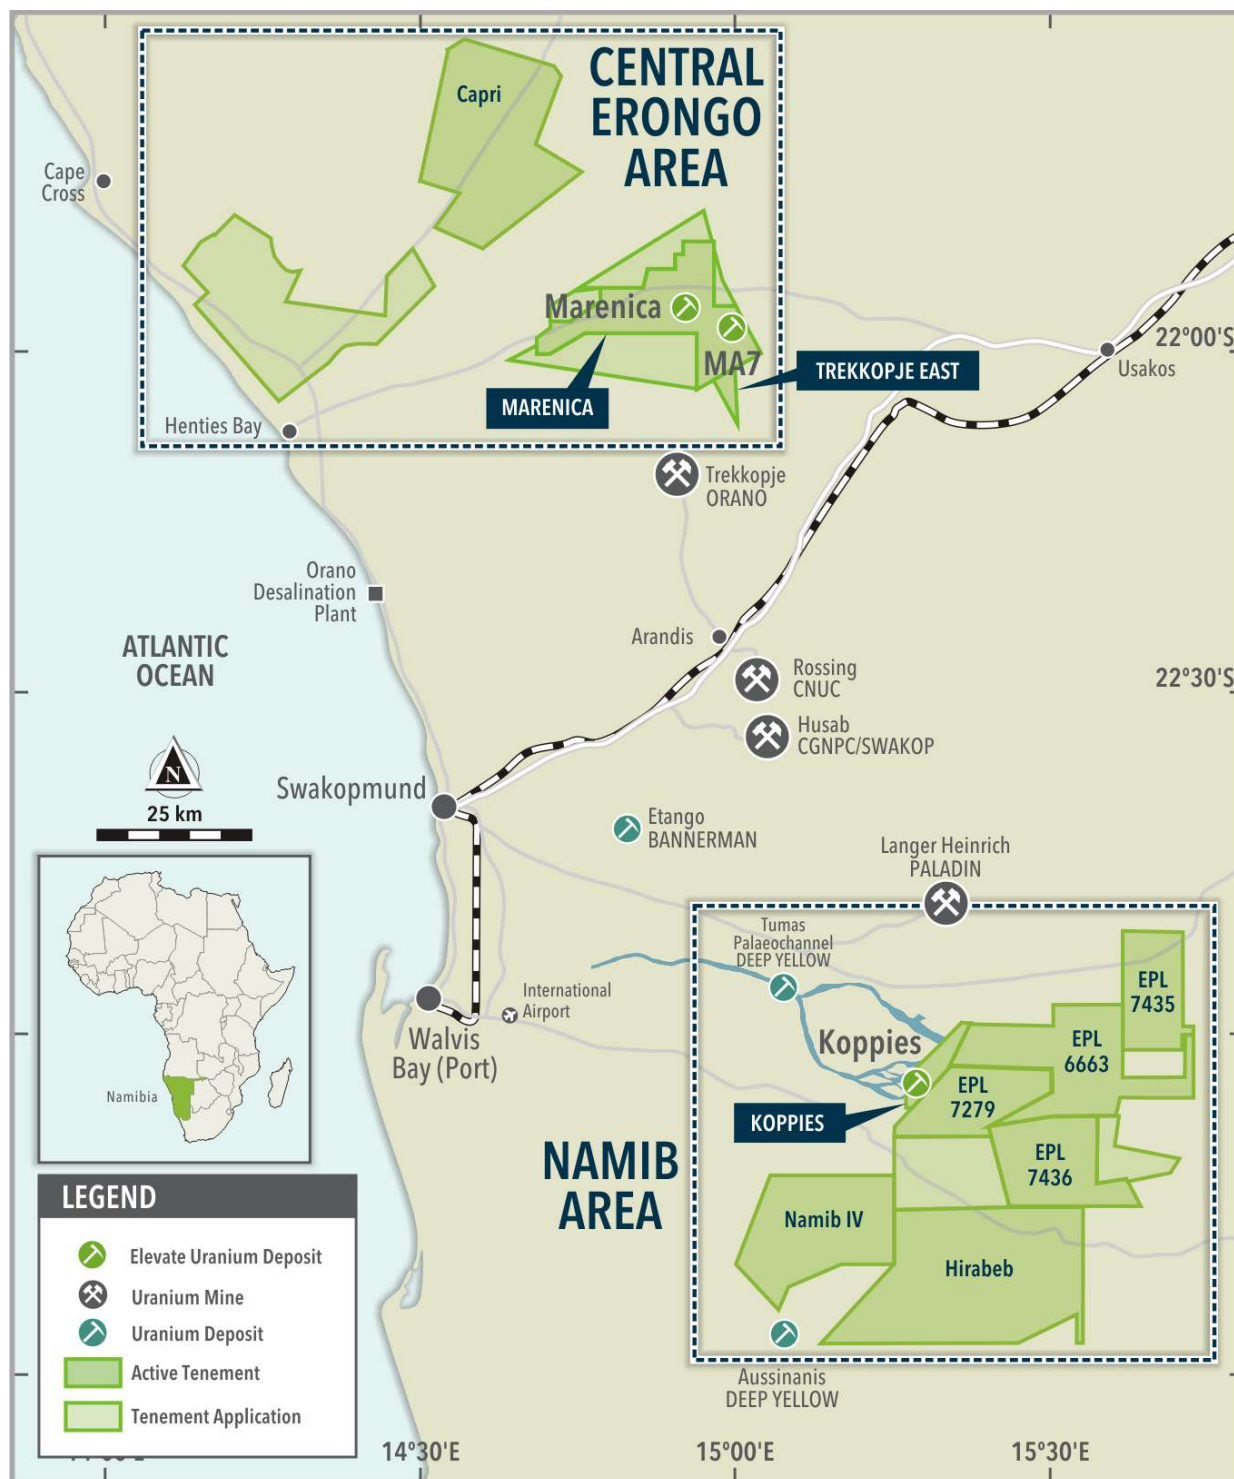 CENTRAL
ERONGO
AREA
Capri
Cape
Cross
Marenica
MA7
MARENICA
TREKKOPJE EAST
22°00'S
Usakos
Henties Bay
Trekkopje
ORANO
Orano
Desalination
Plant
ATLANTIC
OCEAN
Arandis
Rossing
CNUC
22°30'S
Husab
CGNPC/SWAKOP
N
25 km
Swakopmund
Etango
BANNERMAN
Langer Heinrich
PALADIN
Tumas
Palaeochannel
DEEP YELLOW
International
Airport
Walvis
Bay (Port)
Koppies
EPL
7435
EPL
6663
EPL
7279
KOPPIES
EPL
7436
Namibia
NAMIB
AREA
Namib IV
Hirabeb
Aussinanis
DEEP YELLOW
LEGEND
Elevate Uranium Deposit
Uranium Mine
Uranium Deposit
Active Tenement
Tenement Application
14°30'E
15°00'E
15°30'E